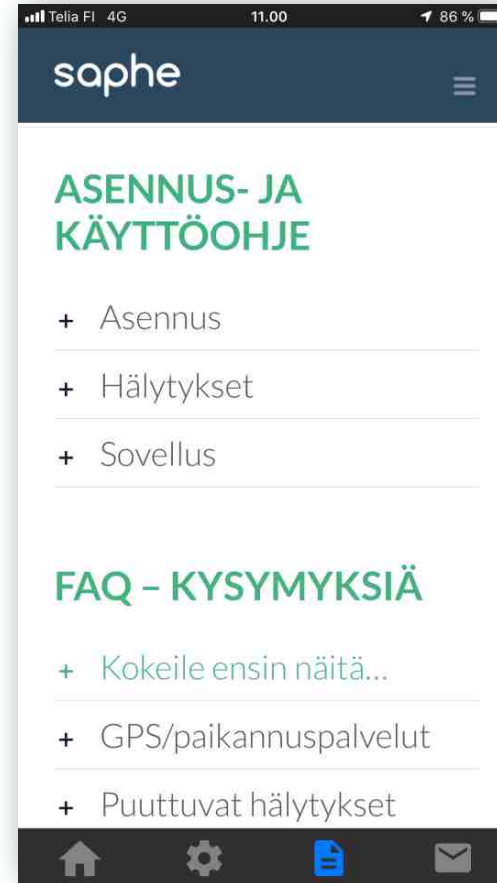 Telia FI 4G 11.00 86 %
saphe
ASENNUS- JA
KÄYTTÖOHJE
+ Asennus
+ Hälytykset
+ Sovellus
FAQ – KYSYMYKSIÄ
+ Kokeile ensin näitä...
+ GPS/paikannuspalvelut
+ Puuttuvat hälytykset